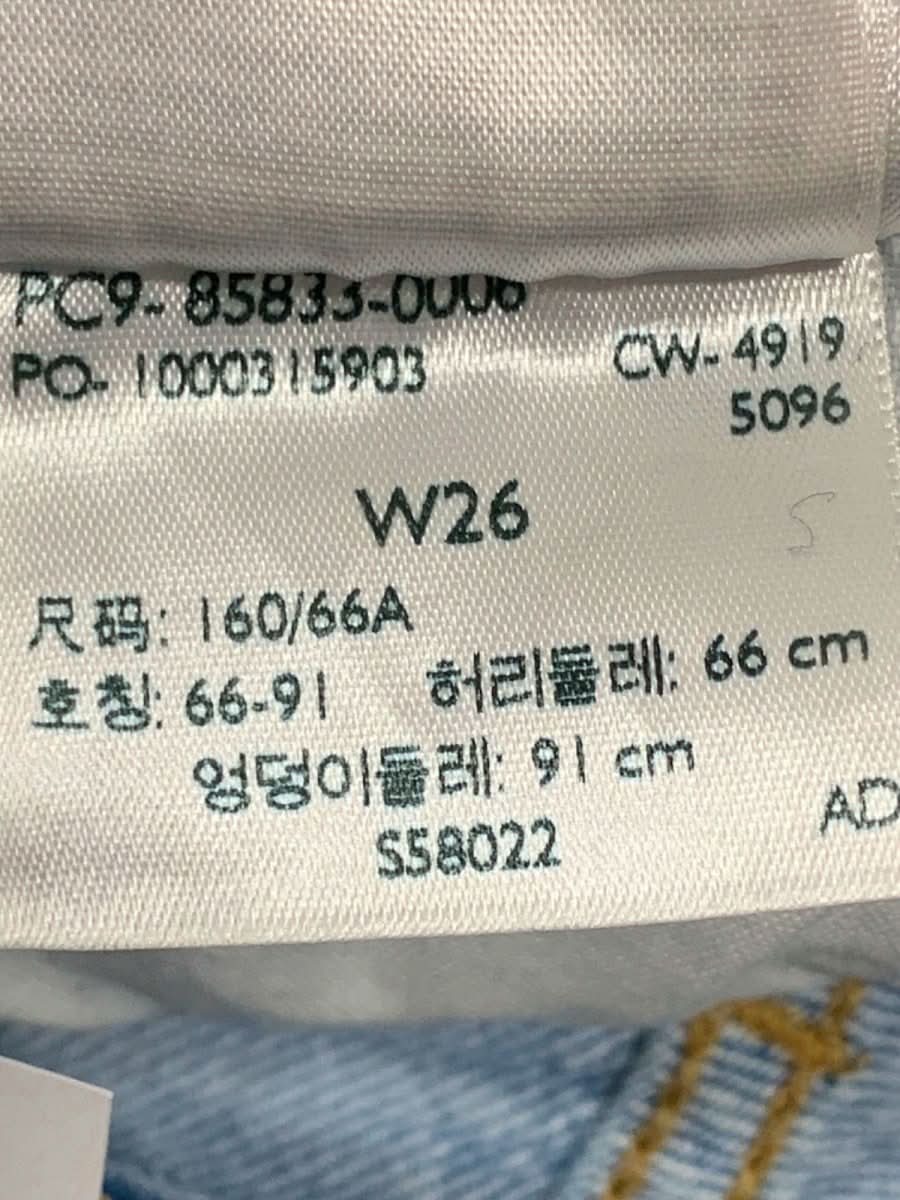 PC9- 85833-0006
PO- 1000315903
CW- 4919
5096
W26
S
尺码: 160/66A
호칭: 66-91 허리둘레: 66 cm
엉덩이둘레: 91 cm
S58022
AD